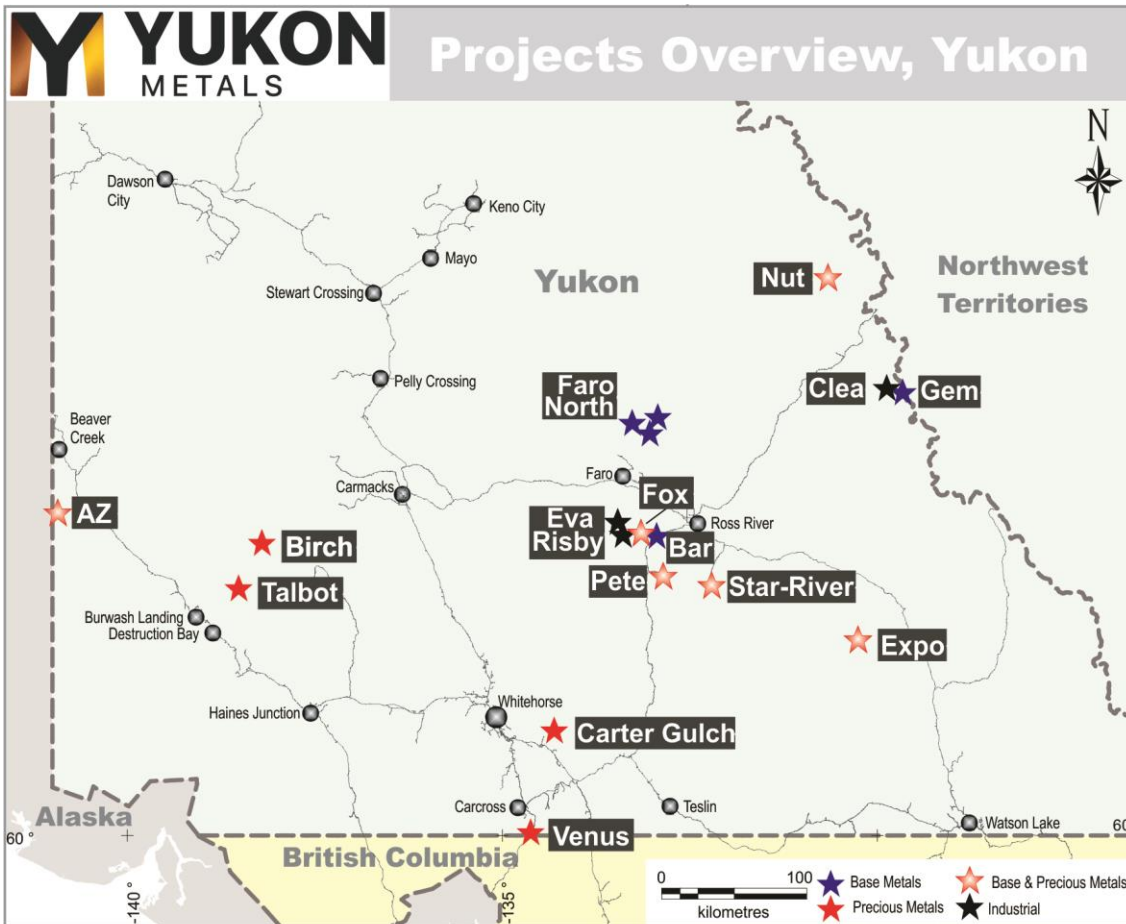 YUKON
METALS
Projects Overview, Yukon
N
Dawson
City
Keno City
Mayo
Stewart Crossing
Yukon
Nut
Northwest
Territories
Pelly Crossing
Faro
North
Clea
Gem
Beaver
Creek
Faro
Carmacks
Fox
AZ
Eva
Risby
Ross River
Birch
Bar
Talbot
Pete
Star-River
Burwash Landing
Destruction Bay
Expo
Whitehorse
Haines Junction
Carter Gulch
Carcross
Teslin
Alaska
Watson Lake
60 °
Venus
60
British Columbia
0 100
kilometres
Base Metals
Base & Precious Metals
Precious Metals
Industrial
-140 °
-135 °